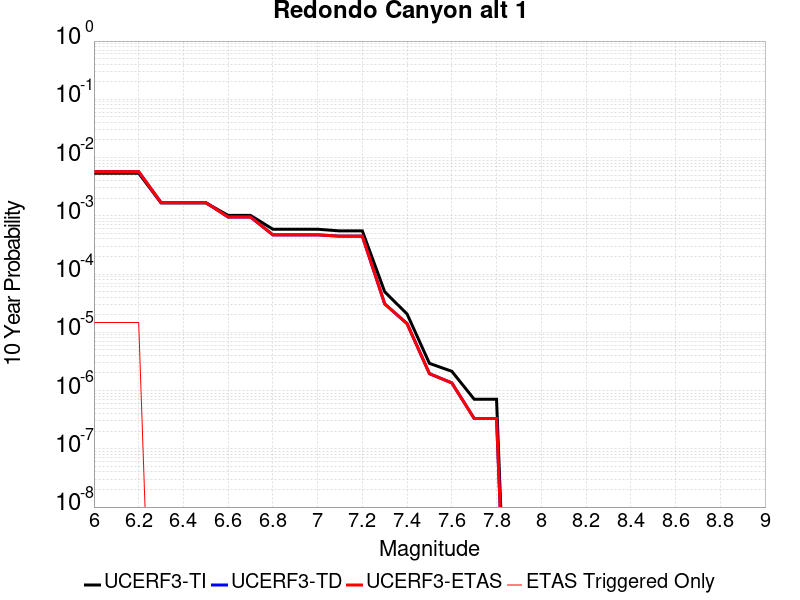 Redondo Canyon alt 1
10^0
10^-1
10^-2
10^-3
10^-4
10^-5
10^-6
10^-7
10^-8
10 Year Probability
6 6.2 6.4 6.6 6.8 7 7.2 7.4 7.6 7.8 8 8.2 8.4 8.6 8.8 9
Magnitude
UCERF3-TI UCERF3-TD UCERF3-ETAS ETAS Triggered Only